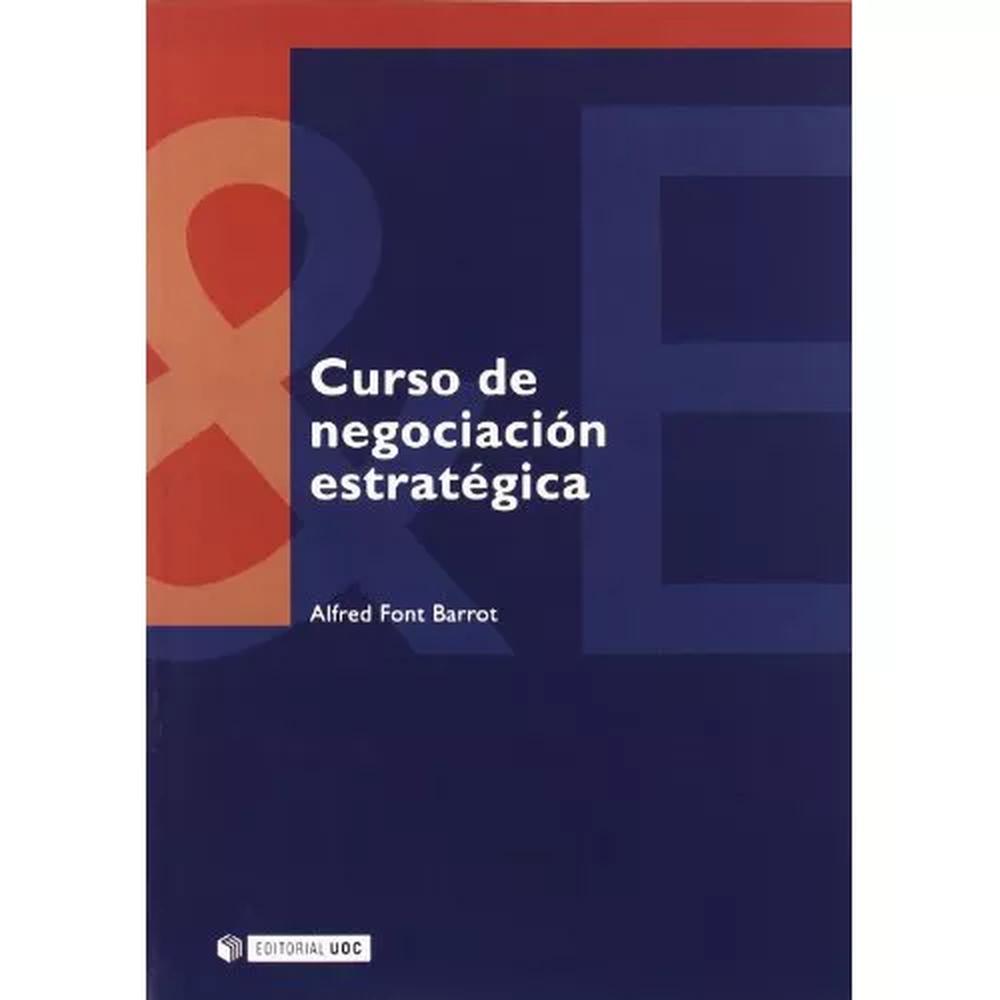 & E
Curso de
negociación
estratégica
Alfred Font Barrot
EDITORIAL UOC